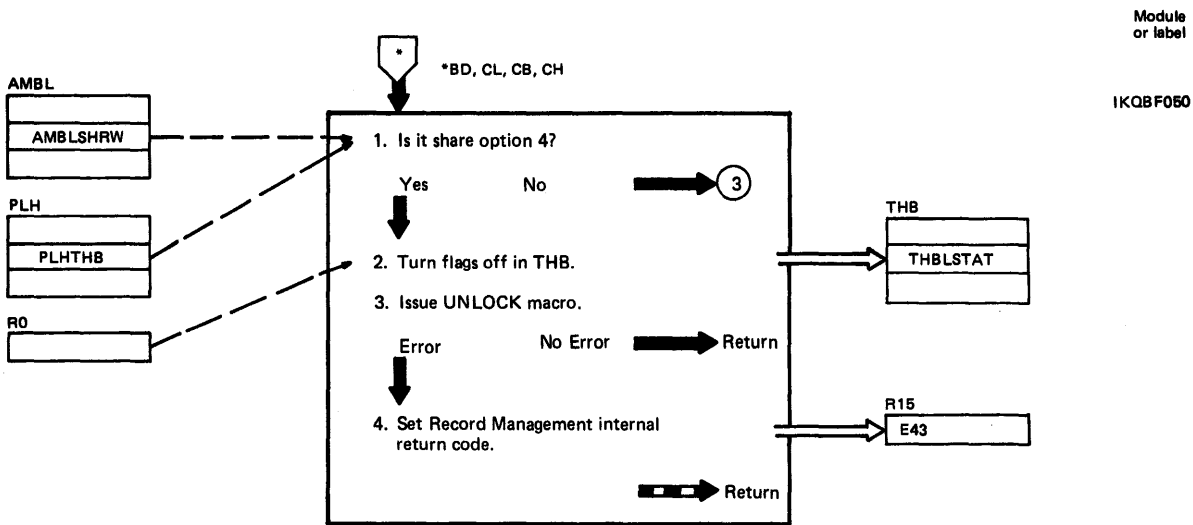 Module
or label
*
*BD, CL, CB, CH
AMBL
AMBLSHRW
IKQBF050
1. Is it share option 4?
Yes No 3
PLH
PLHTHB
THB
THBLSTAT
2. Turn flags off in THB.
3. Issue UNLOCK macro.
R0
Error No Error Return
4. Set Record Management internal
return code.
R15
E43
Return